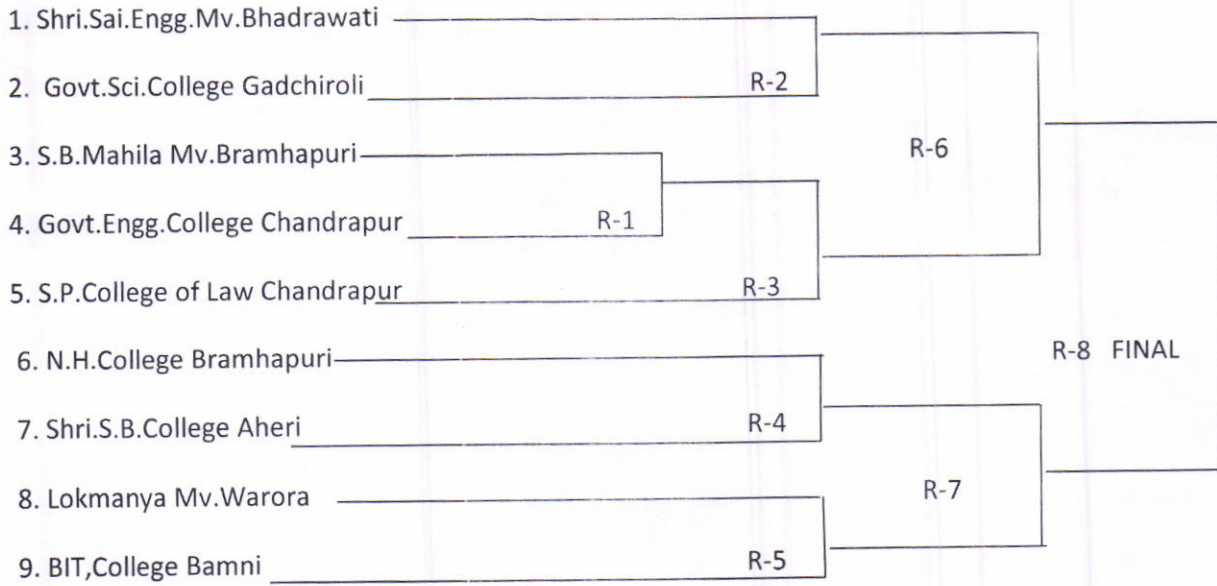 1. Shri.Sai.Engg.Mv.Bhadrawati
2. Govt.Sci.College Gadchiroli
R-2
3. S.B.Mahila Mv.Bramhapuri
R-6
4. Govt.Engg.College Chandrapur
R-1
5. S.P.College of Law Chandrapur
R-3
6. N.H.College Bramhapuri
R-8 FINAL
7. Shri.S.B.College Aheri
R-4
8. Lokmanya Mv.Warora
R-7
9. BIT,College Bamni
R-5